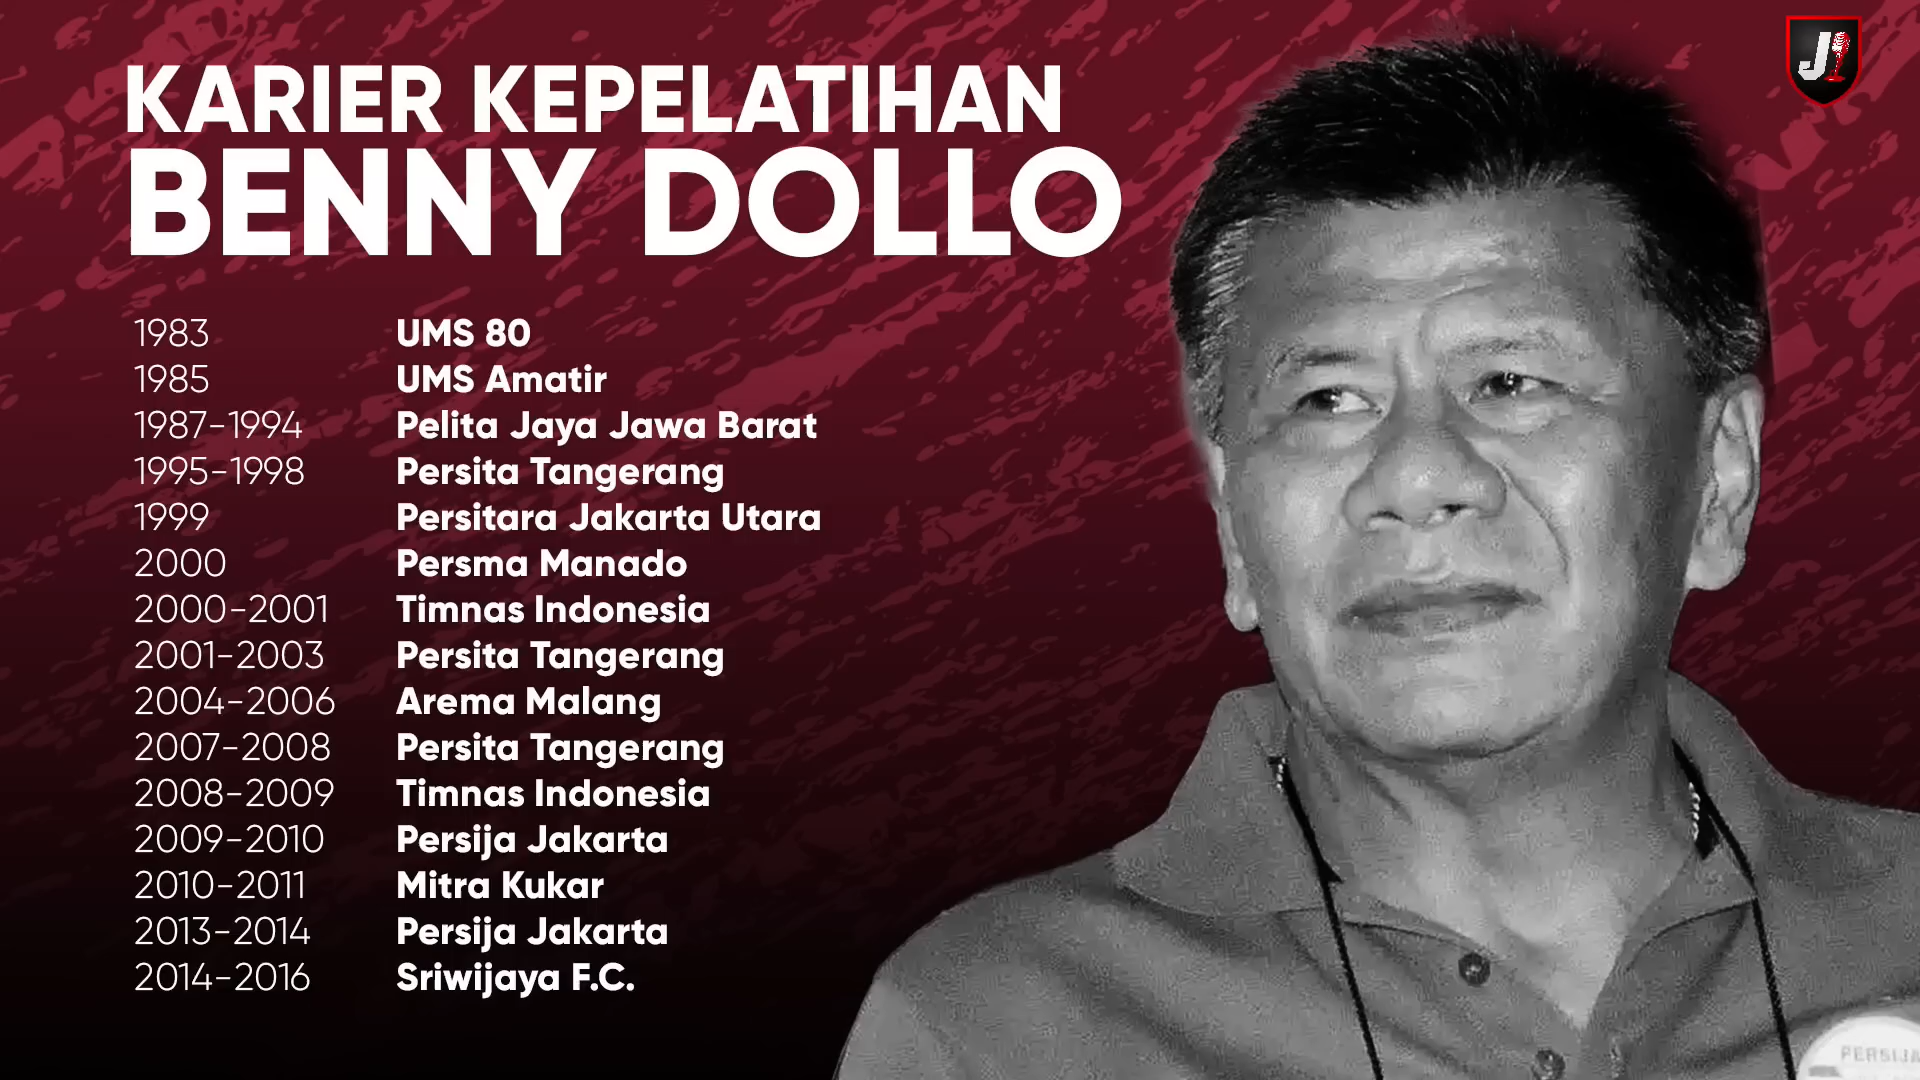 J1
KARIER KEPELATIHAN
BENNY DOLLO
1983 UMS 80
1985 UMS Amatir
1987-1994 Pelita Jaya Jawa Barat
1995-1998 Persita Tangerang
1999 Persitara Jakarta Utara
2000 Persma Manado
2000-2001 Timnas Indonesia
2001-2003 Persita Tangerang
2004-2006 Arema Malang
2007-2008 Persita Tangerang
2008-2009 Timnas Indonesia
2009-2010 Persija Jakarta
2010-2011 Mitra Kukar
2013-2014 Persija Jakarta
2014-2016 Sriwijaya F.C.
PERSIJA